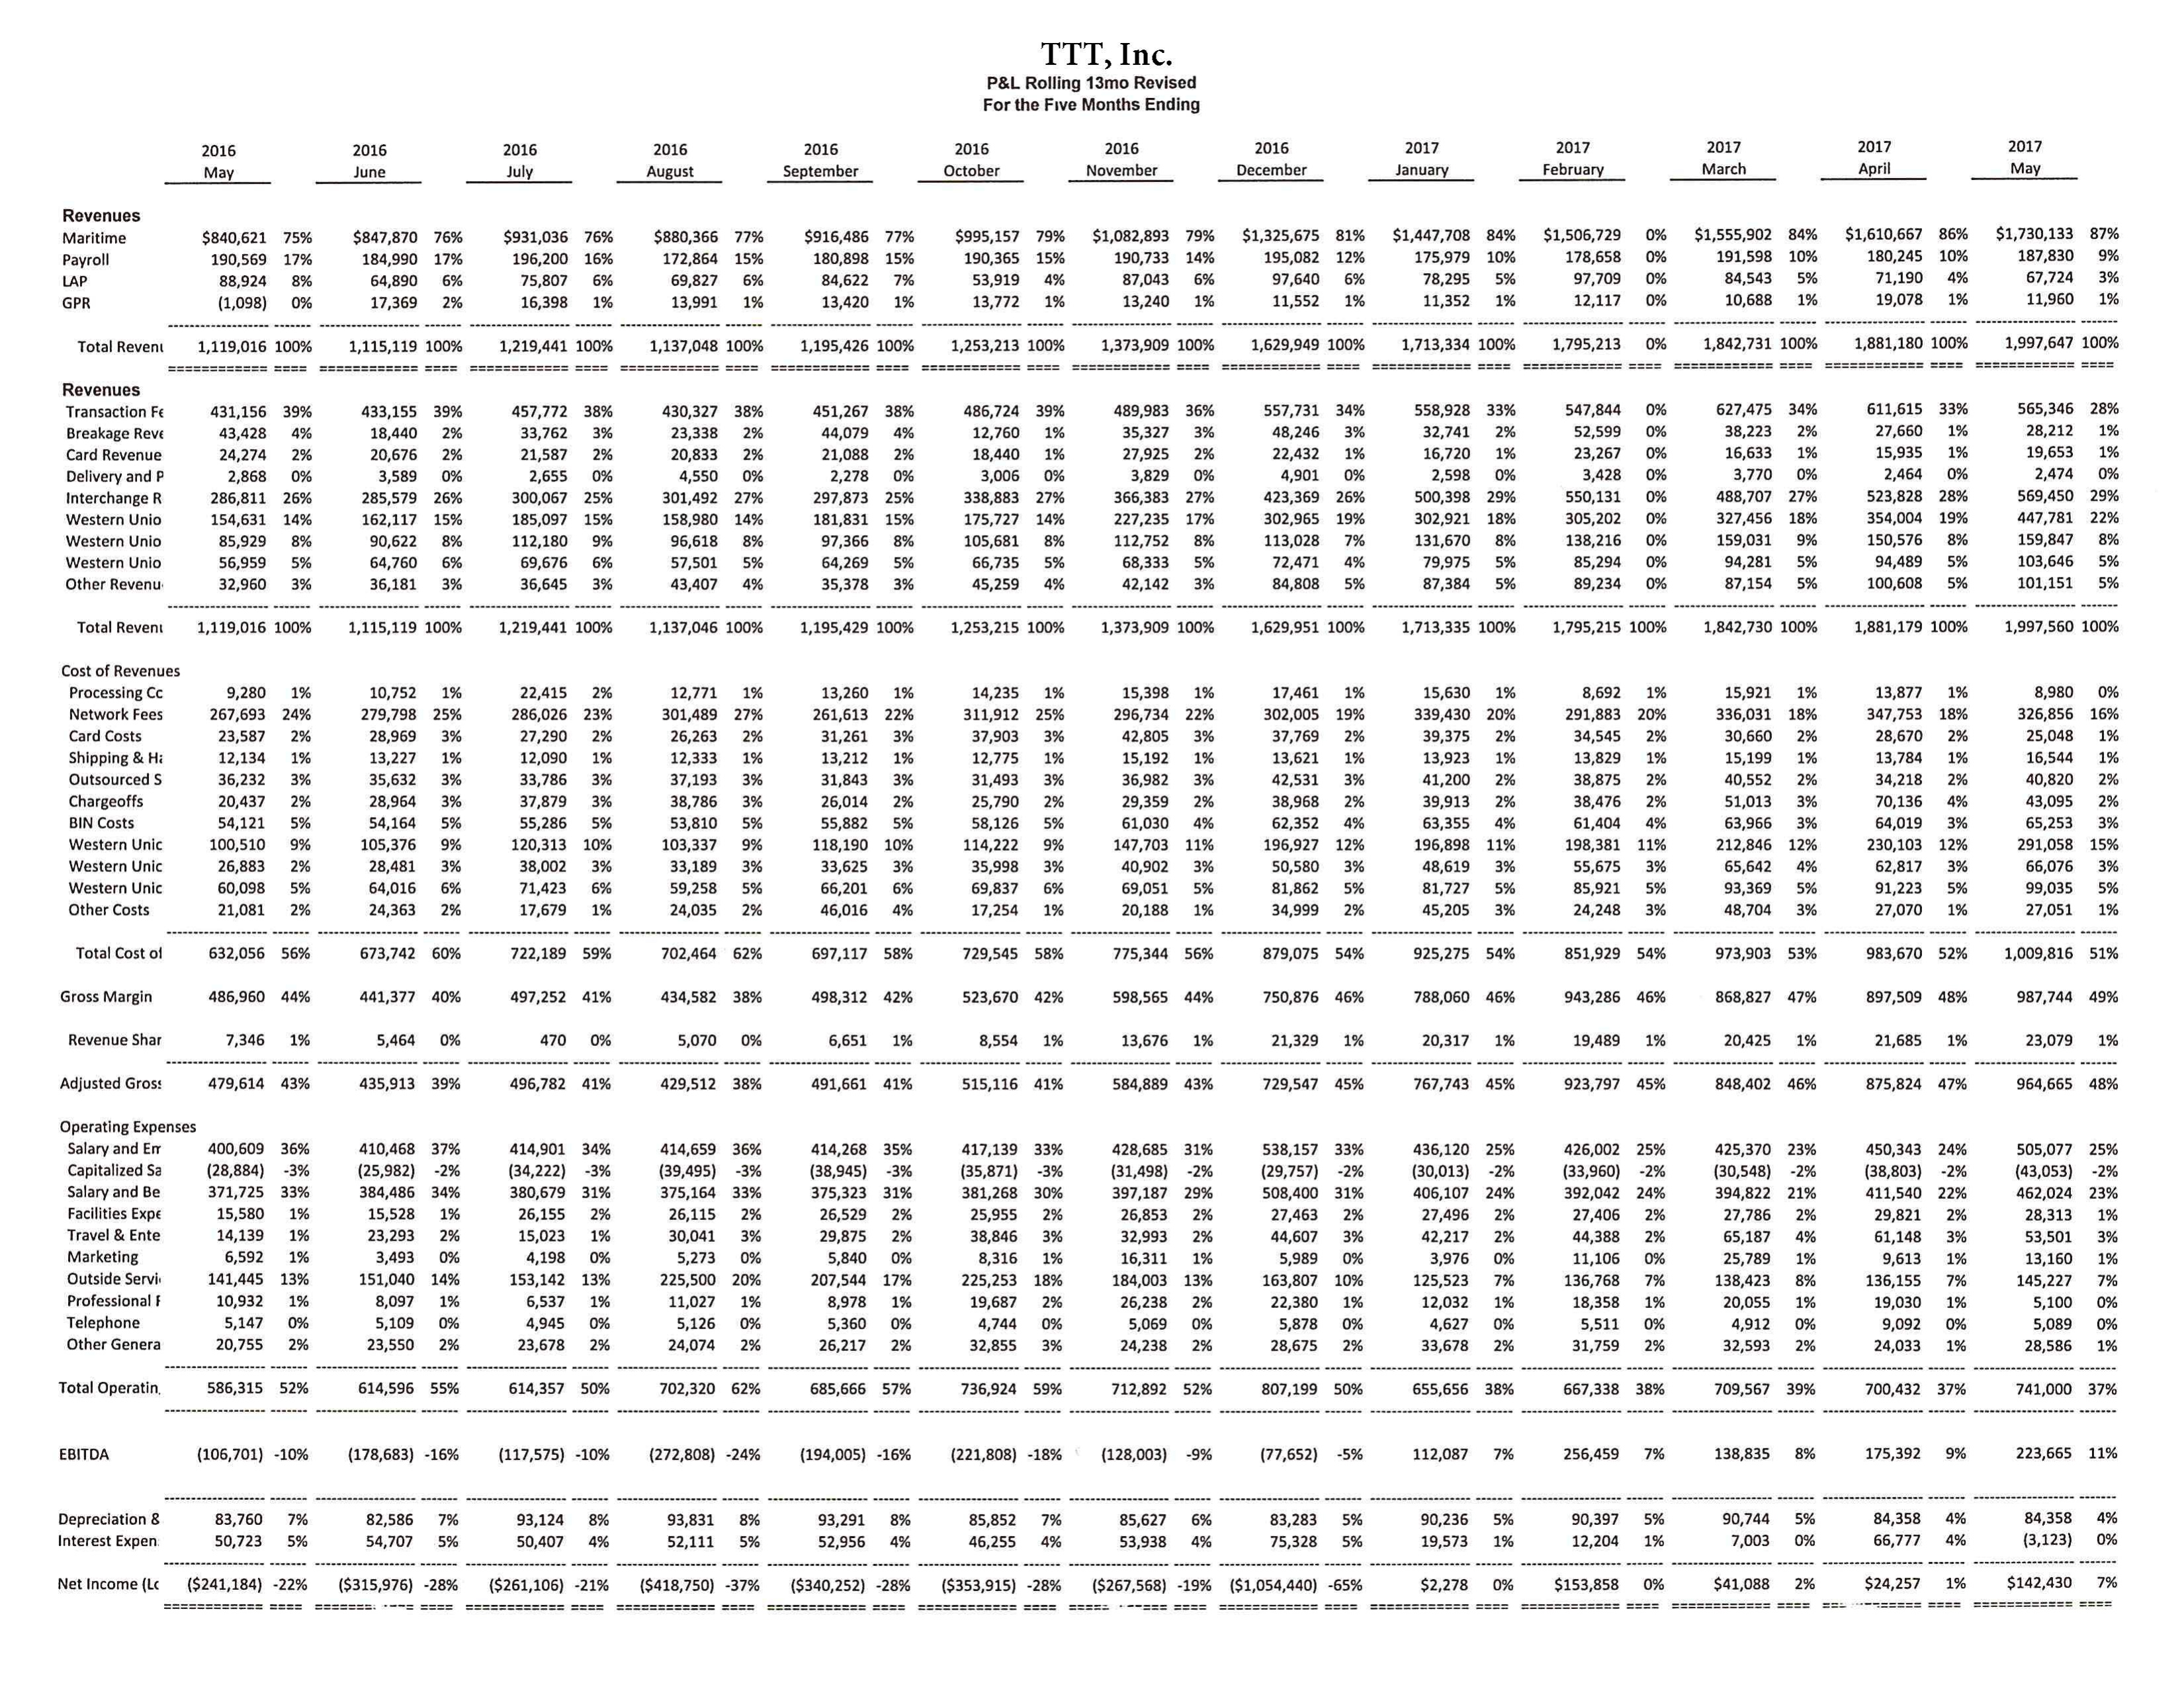 TTT, Inc.
P&L Rolling 13mo Revised
For the Five Months Ending
2016 2016 2016 2016 2016 2016 2016 2016 2017 2017 2017 2017 2017
May June July August September October November December January February March April May
Revenues
Maritime $840,621 75% $847,870 76% $931,036 76% $880,366 77% $916,486 77% $995,157 79% $1,082,893 79% $1,325,675 81% $1,447,708 84% $1,506,729 0% $1,555,902 84% $1,610,667 86% $1,730,133 87%
Payroll 190,569 17% 184,990 17% 196,200 16% 172,864 15% 180,898 15% 190,365 15% 190,733 14% 195,082 12% 175,979 10% 178,658 0% 191,598 10% 180,245 10% 187,830 9%
LAP 88,924 8% 64,890 6% 75,807 6% 69,827 6% 84,622 7% 53,919 4% 87,043 6% 97,640 6% 78,295 5% 97,709 0% 84,543 5% 71,190 4% 67,724 3%
GPR (1,098) 0% 17,369 2% 16,398 1% 13,991 1% 13,420 1% 13,772 1% 13,240 1% 11,552 1% 11,352 1% 12,117 0% 10,688 1% 19,078 1% 11,960 1%
Total Revenu 1,119,016 100% 1,115,119 100% 1,219,441 100% 1,137,048 100% 1,195,426 100% 1,253,213 100% 1,373,909 100% 1,629,949 100% 1,713,334 100% 1,795,213 0% 1,842,731 100% 1,881,180 100% 1,997,647 100%
Revenues
Transaction Fe 431,156 39% 433,155 39% 457,772 38% 430,327 38% 451,267 38% 486,724 39% 489,983 36% 557,731 34% 558,928 33% 547,844 0% 627,475 34% 611,615 33% 565,346 28%
Breakage Reve 43,428 4% 18,440 2% 33,762 3% 23,338 2% 44,079 4% 12,760 1% 35,327 3% 48,246 3% 32,741 2% 52,599 0% 38,223 2% 27,660 1% 28,212 1%
Card Revenue 24,274 2% 20,676 2% 21,587 2% 20,833 2% 21,088 2% 18,440 1% 27,925 2% 22,432 1% 16,720 1% 23,267 0% 16,633 1% 15,935 1% 19,653 1%
Delivery and P 2,868 0% 3,589 0% 2,655 0% 4,550 0% 2,278 0% 3,006 0% 3,829 0% 4,901 0% 2,598 0% 3,428 0% 3,770 0% 2,464 0% 2,474 0%
Interchange R 286,811 26% 285,579 26% 300,067 25% 301,492 27% 297,873 25% 338,883 27% 366,383 27% 423,369 26% 500,398 29% 550,131 0% 488,707 27% 523,828 28% 569,450 29%
Western Unio 154,631 14% 162,117 15% 185,097 15% 158,980 14% 181,831 15% 175,727 14% 227,235 17% 302,965 19% 302,921 18% 305,202 0% 327,456 18% 354,004 19% 447,781 22%
Western Unio 85,929 8% 90,622 8% 112,180 9% 96,618 8% 97,366 8% 105,681 8% 112,752 8% 113,028 7% 131,670 8% 138,216 0% 159,031 9% 150,576 8% 159,847 8%
Western Unio 56,959 5% 64,760 6% 69,676 6% 57,501 5% 64,269 5% 66,735 5% 68,333 5% 72,471 4% 79,975 5% 85,294 0% 94,281 5% 94,489 5% 103,646 5%
Other Revenu 32,960 3% 36,181 3% 36,645 3% 43,407 4% 35,378 3% 45,259 4% 42,142 3% 84,808 5% 87,384 5% 89,234 0% 87,154 5% 100,608 5% 101,151 5%
Total Revenu 1,119,016 100% 1,115,119 100% 1,219,441 100% 1,137,046 100% 1,195,429 100% 1,253,215 100% 1,373,909 100% 1,629,951 100% 1,713,335 100% 1,795,215 100% 1,842,730 100% 1,881,179 100% 1,997,560 100%
Cost of Revenues
Processing Cc 9,280 1% 10,752 1% 22,415 2% 12,771 1% 13,260 1% 14,235 1% 15,398 1% 17,461 1% 15,630 1% 8,692 1% 15,921 1% 13,877 1% 8,980 0%
Network Fees 267,693 24% 279,798 25% 286,026 23% 301,489 27% 261,613 22% 311,912 25% 296,734 22% 302,005 19% 339,430 20% 291,883 20% 336,031 18% 347,753 18% 326,856 16%
Card Costs 23,587 2% 28,969 3% 27,290 2% 26,263 2% 31,261 3% 37,903 3% 42,805 3% 37,769 2% 39,375 2% 34,545 2% 30,660 2% 28,670 2% 25,048 1%
Shipping & Ha 12,134 1% 13,227 1% 12,090 1% 12,333 1% 13,212 1% 12,775 1% 15,192 1% 13,621 1% 13,923 1% 13,829 1% 15,199 1% 13,784 1% 16,544 1%
Outsourced S 36,232 3% 35,632 3% 33,786 3% 37,193 3% 31,843 3% 31,493 3% 36,982 3% 42,531 3% 41,200 2% 38,875 2% 40,552 2% 34,218 2% 40,820 2%
Chargeoffs 20,437 2% 28,964 3% 37,879 3% 38,786 3% 26,014 2% 25,790 2% 29,359 2% 38,968 2% 39,913 2% 38,476 2% 51,013 3% 70,136 4% 43,095 2%
BIN Costs 54,121 5% 54,164 5% 55,286 5% 53,810 5% 55,882 5% 58,126 5% 61,030 4% 62,352 4% 63,355 4% 61,404 4% 63,966 3% 64,019 3% 65,253 3%
Western Unic 100,510 9% 105,376 9% 120,313 10% 103,337 9% 118,190 10% 114,222 9% 147,703 11% 196,927 12% 196,898 11% 198,381 11% 212,846 12% 230,103 12% 291,058 15%
Western Unic 26,883 2% 28,481 3% 38,002 3% 33,189 3% 33,625 3% 35,998 3% 40,902 3% 50,580 3% 48,619 3% 55,675 3% 65,642 4% 62,817 3% 66,076 3%
Western Unic 60,098 5% 64,016 6% 71,423 6% 59,258 5% 66,201 6% 69,837 6% 69,051 5% 81,862 5% 81,727 5% 85,921 5% 93,369 5% 91,223 5% 99,035 5%
Other Costs 21,081 2% 24,363 2% 17,679 1% 24,035 2% 46,016 4% 17,254 1% 20,188 1% 34,999 2% 45,205 3% 24,248 3% 48,704 3% 27,070 1% 27,051 1%
Total Cost of 632,056 56% 673,742 60% 722,189 59% 702,464 62% 697,117 58% 729,545 58% 775,344 56% 879,075 54% 925,275 54% 851,929 54% 973,903 53% 983,670 52% 1,009,816 51%
Gross Margin 486,960 44% 441,377 40% 497,252 41% 434,582 38% 498,312 42% 523,670 42% 598,565 44% 750,876 46% 788,060 46% 943,286 46% 868,827 47% 897,509 48% 987,744 49%
Revenue Shar 7,346 1% 5,464 0% 470 0% 5,070 0% 6,651 1% 8,554 1% 13,676 1% 21,329 1% 20,317 1% 19,489 1% 20,425 1% 21,685 1% 23,079 1%
Adjusted Gross 479,614 43% 435,913 39% 496,782 41% 429,512 38% 491,661 41% 515,116 41% 584,889 43% 729,547 45% 767,743 45% 923,797 45% 848,402 46% 875,824 47% 964,665 48%
Operating Expenses
Salary and Em 400,609 36% 410,468 37% 414,901 34% 414,659 36% 414,268 35% 417,139 33% 428,685 31% 538,157 33% 436,120 25% 426,002 25% 425,370 23% 450,343 24% 505,077 25%
Capitalized Sa (28,884) -3% (25,982) -2% (34,222) -3% (39,495) -3% (38,945) -3% (35,871) -3% (31,498) -2% (29,757) -2% (30,013) -2% (33,960) -2% (30,548) -2% (38,803) -2% (43,053) -2%
Salary and Be 371,725 33% 384,486 34% 380,679 31% 375,164 33% 375,323 31% 381,268 30% 397,187 29% 508,400 31% 406,107 24% 392,042 24% 394,822 21% 411,540 22% 462,024 23%
Facilities Expe 15,580 1% 15,528 1% 26,155 2% 26,115 2% 26,529 2% 25,955 2% 26,853 2% 27,463 2% 27,496 2% 27,406 2% 27,786 2% 29,821 2% 28,313 1%
Travel & Ente 14,139 1% 23,293 2% 15,023 1% 30,041 3% 29,875 2% 38,846 3% 32,993 2% 44,607 3% 42,217 2% 44,388 2% 65,187 4% 61,148 3% 53,501 3%
Marketing 6,592 1% 3,493 0% 4,198 0% 5,273 0% 5,840 0% 8,316 1% 16,311 1% 5,989 0% 3,976 0% 11,106 0% 25,789 1% 9,613 1% 13,160 1%
Outside Servi 141,445 13% 151,040 14% 153,142 13% 225,500 20% 207,544 17% 225,253 18% 184,003 13% 163,807 10% 125,523 7% 136,768 7% 138,423 8% 136,155 7% 145,227 7%
Professional F 10,932 1% 8,097 1% 6,537 1% 11,027 1% 8,978 1% 19,687 2% 26,238 2% 22,380 1% 12,032 1% 18,358 1% 20,055 1% 19,030 1% 5,100 0%
Telephone 5,147 0% 5,109 0% 4,945 0% 5,126 0% 5,360 0% 4,744 0% 5,069 0% 5,878 0% 4,627 0% 5,511 0% 4,912 0% 9,092 0% 5,089 0%
Other Genera 20,755 2% 23,550 2% 23,678 2% 24,074 2% 26,217 2% 32,855 3% 24,238 2% 28,675 2% 33,678 2% 31,759 2% 32,593 2% 24,033 1% 28,586 1%
Total Operatin 586,315 52% 614,596 55% 614,357 50% 702,320 62% 685,666 57% 736,924 59% 712,892 52% 807,199 50% 655,656 38% 667,338 38% 709,567 39% 700,432 37% 741,000 37%
EBITDA (106,701) -10% (178,683) -16% (117,575) -10% (272,808) -24% (194,005) -16% (221,808) -18% (128,003) -9% (77,652) -5% 112,087 7% 256,459 7% 138,835 8% 175,392 9% 223,665 11%
Depreciation & 83,760 7% 82,586 7% 93,124 8% 93,831 8% 93,291 8% 85,852 7% 85,627 6% 83,283 5% 90,236 5% 90,397 5% 90,744 5% 84,358 4% 84,358 4%
Interest Expen 50,723 5% 54,707 5% 50,407 4% 52,111 5% 52,956 4% 46,255 4% 53,938 4% 75,328 5% 19,573 1% 12,204 1% 7,003 0% 66,777 4% (3,123) 0%
Net Income (Lc ($241,184) -22% ($315,976) -28% ($261,106) -21% ($418,750) -37% ($340,252) -28% ($353,915) -28% ($267,568) -19% ($1,054,440) -65% $2,278 0% $153,858 0% $41,088 2% $24,257 1% $142,430 7%